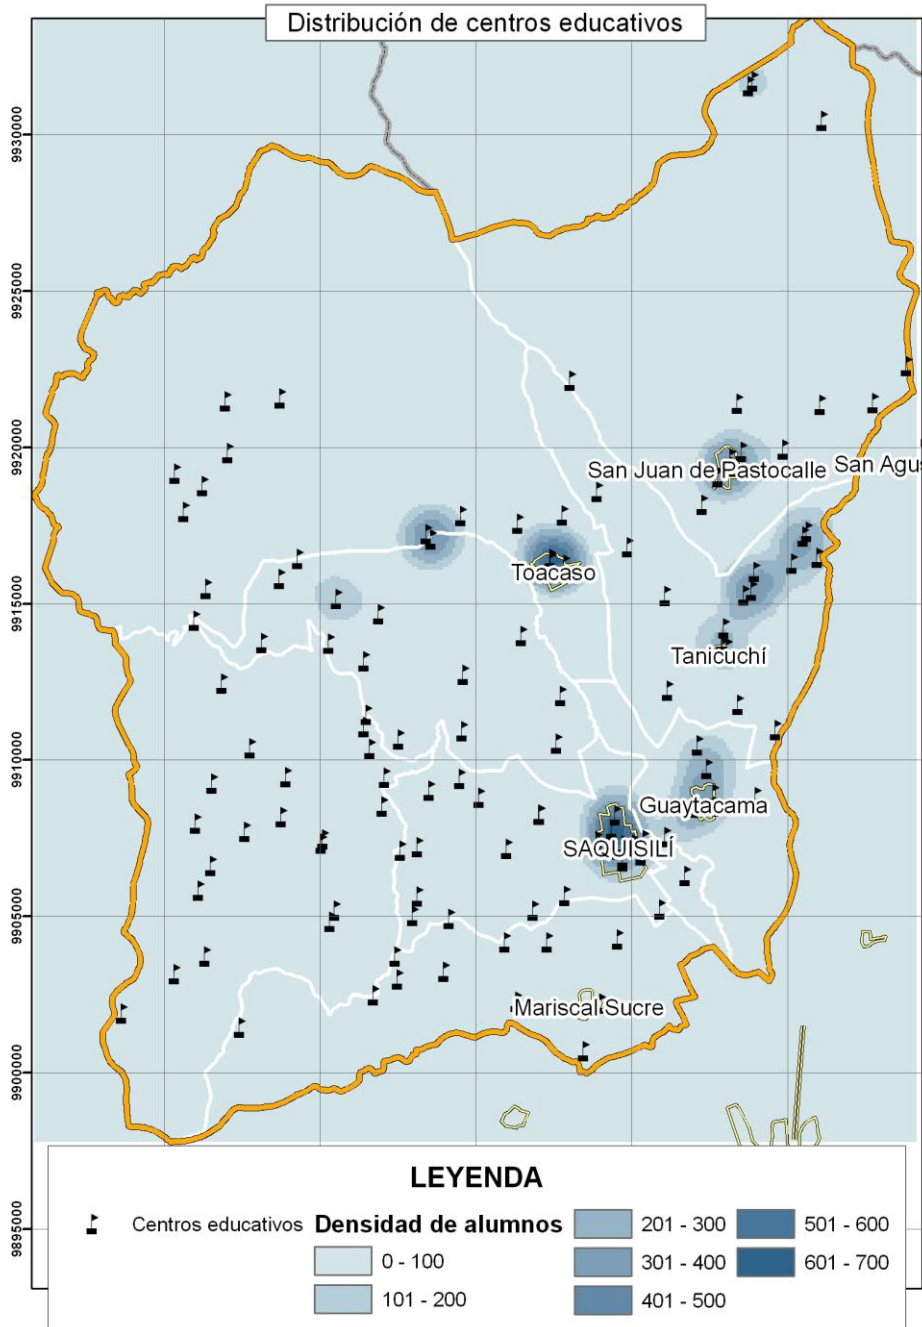 Distribución de centros educativos
9930000
9925000
9920000
San Juan de Pastocalle
San Agus
Toacaso
9915000
Tanicuchí
9910000
Guaytacama
SAQUISILÍ
9905000
Mariscal Sucre
9900000
LEYENDA
Centros educativos
Densidad de alumnos
0 - 100
101 - 200
201 - 300
301 - 400
401 - 500
501 - 600
601 - 700
9895000